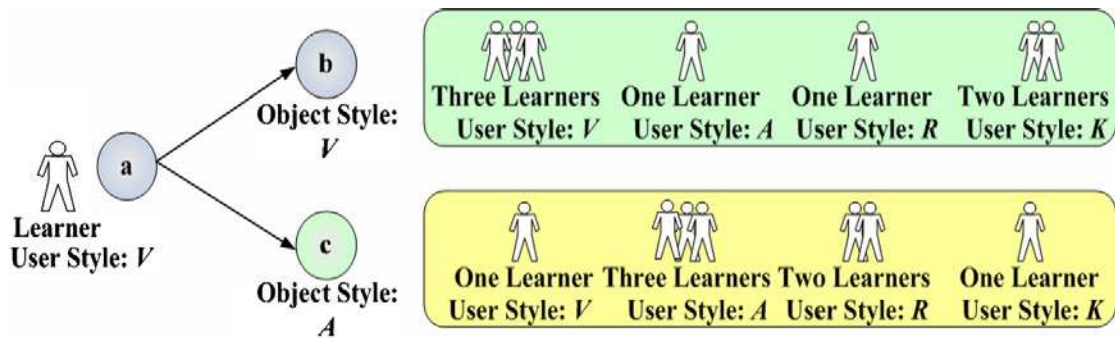 a
Learner
User Style: V
b
Object Style:
V
c
Object Style:
A
Three Learners
User Style: V
One Learner
User Style: A
One Learner
User Style: R
Two Learners
User Style: K
One Learner
User Style: V
Three Learners
User Style: A
Two Learners
User Style: R
One Learner
User Style: K